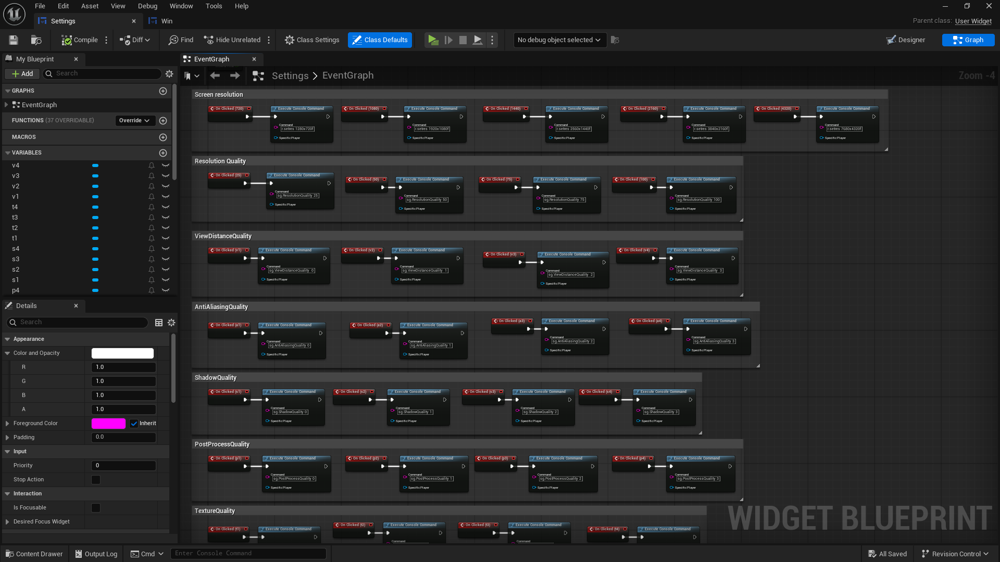 File Edit Asset View Debug Window Tools Help
Settings Win
Parent class: User Widget
Compile Diff Find Hide Unrelated Class Settings Class Defaults No debug object selected Designer Graph
My Blueprint
Add Search
GRAPHS
EventGraph
FUNCTIONS (37 OVERRIDABLE) Override
MACROS
VARIABLES
v4
v3
v2
v1
t4
t3
t2
t1
s4
s3
s2
s1
p4
Details
Search
Appearance
Color and Opacity
R 1.0
G 1.0
B 1.0
A 1.0
Foreground Color Inherit
Padding 0.0
Input
Priority 0
Stop Action
Interaction
Is Focusable
Desired Focus Widget
EventGraph
Settings > EventGraph
Zoom -4
Screen resolution
On Clicked (720) Execute Console Command On Clicked (1080) Execute Console Command On Clicked (1440) Execute Console Command On Clicked (2160) Execute Console Command On Clicked (4320) Execute Console Command
Command Command Command Command Command
r.setres 1280x720f r.setres 1920x1080f r.setres 2560x1440f r.setres 3840x2160f r.setres 7680x4320f
Specific Player Specific Player Specific Player Specific Player Specific Player
Resolution Quality
On Clicked (25) Execute Console Command On Clicked (50) Execute Console Command On Clicked (75) Execute Console Command On Clicked (100) Execute Console Command
Command Command Command Command
sg.ResolutionQuality 25 sg.ResolutionQuality 50 sg.ResolutionQuality 75 sg.ResolutionQuality 100
Specific Player Specific Player Specific Player Specific Player
ViewDistanceQuality
On Clicked (v1) Execute Console Command On Clicked (v2) Execute Console Command On Clicked (v3) Execute Console Command On Clicked (v4) Execute Console Command
Command Command Command Command
sg.ViewDistanceQuality 0 sg.ViewDistanceQuality 1 sg.ViewDistanceQuality 2 sg.ViewDistanceQuality 3
Specific Player Specific Player Specific Player Specific Player
AntiAliasingQuality
On Clicked (a1) Execute Console Command On Clicked (a2) Execute Console Command On Clicked (a3) Execute Console Command On Clicked (a4) Execute Console Command
Command Command Command Command
sg.AntiAliasingQuality 0 sg.AntiAliasingQuality 1 sg.AntiAliasingQuality 2 sg.AntiAliasingQuality 3
Specific Player Specific Player Specific Player Specific Player
ShadowQuality
On Clicked (s1) Execute Console Command On Clicked (s2) Execute Console Command On Clicked (s3) Execute Console Command On Clicked (s4) Execute Console Command
Command Command Command Command
sg.ShadowQuality 0 sg.ShadowQuality 1 sg.ShadowQuality 2 sg.ShadowQuality 3
Specific Player Specific Player Specific Player Specific Player
PostProcessQuality
On Clicked (p1) Execute Console Command On Clicked (p2) Execute Console Command On Clicked (p3) Execute Console Command On Clicked (p4) Execute Console Command
Command Command Command Command
sg.PostProcessQuality 0 sg.PostProcessQuality 1 sg.PostProcessQuality 2 sg.PostProcessQuality 3
Specific Player Specific Player Specific Player Specific Player
TextureQuality
On Clicked (t1) Execute Console Command On Clicked (t2) Execute Console Command On Clicked (t3) Execute Console Command On Clicked (t4) Execute Console Command
Command Command
WIDGET BLUEPRINT
Content Drawer Output Log Cmd Enter Console Command All Saved Revision Control